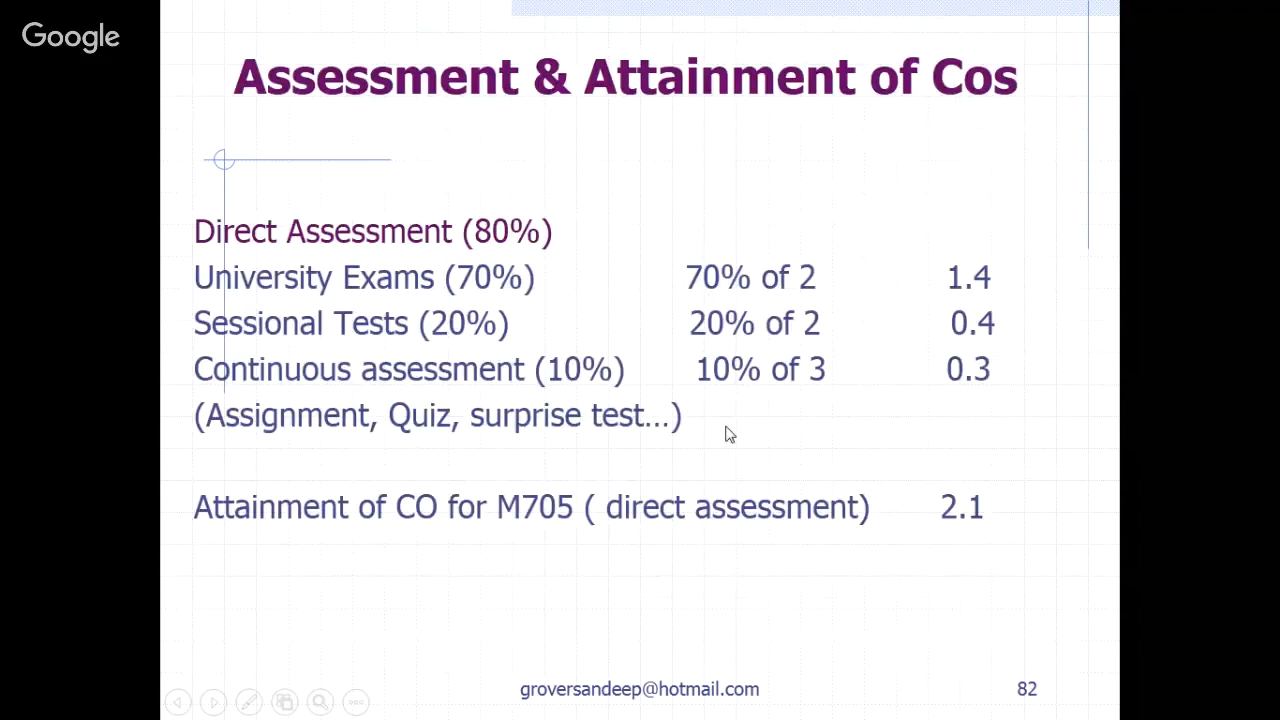 Google
Assessment & Attainment of Cos
Direct Assessment (80%)
University Exams (70%) 70% of 2 1.4
Sessional Tests (20%) 20% of 2 0.4
Continuous assessment (10%) 10% of 3 0.3
(Assignment, Quiz, surprise test...)
Attainment of CO for M705 ( direct assessment) 2.1
groversandeep@hotmail.com 82